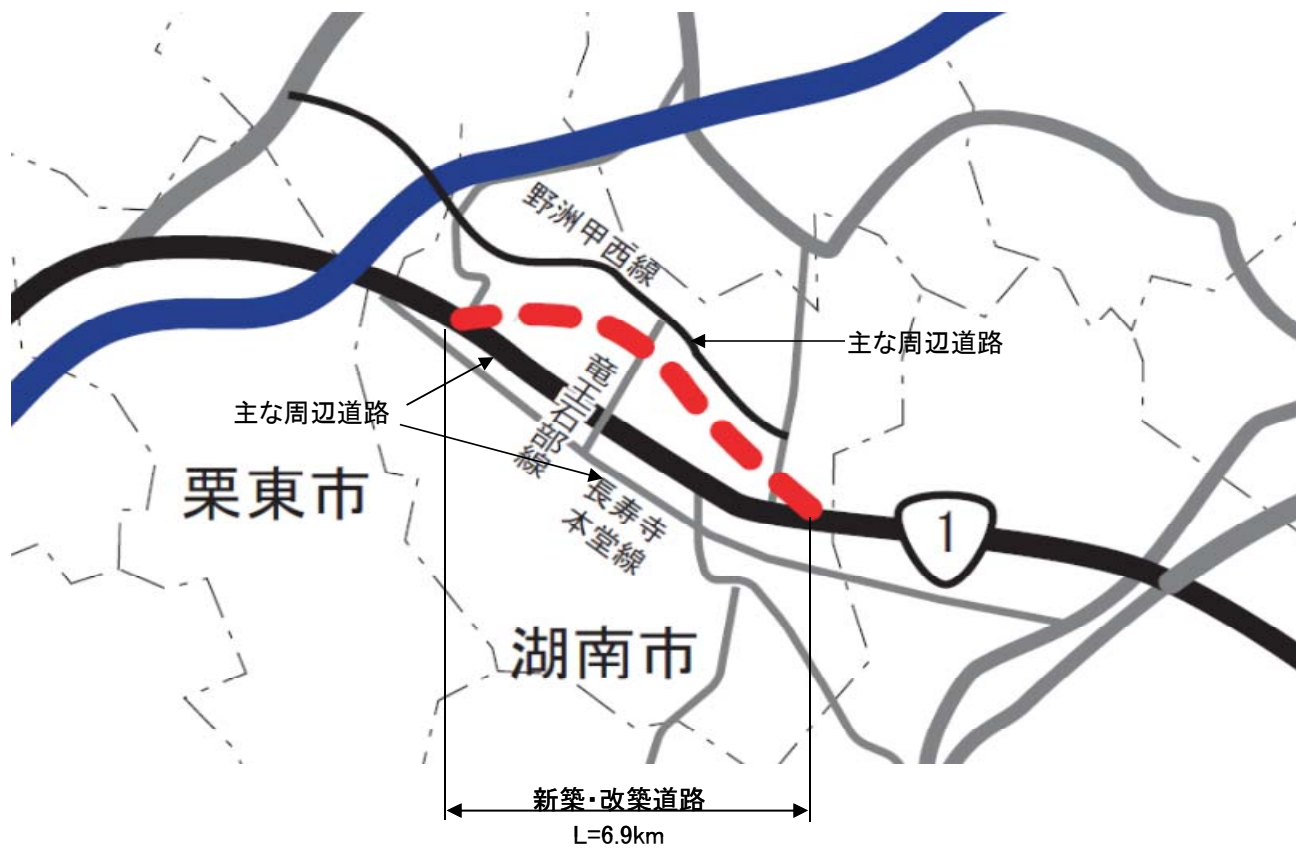 野洲甲西線
主な周辺道路
主な周辺道路
竜王石部線
栗東市
長寿寺
本堂線
1
湖南市
新築・改築道路
L=6.9km